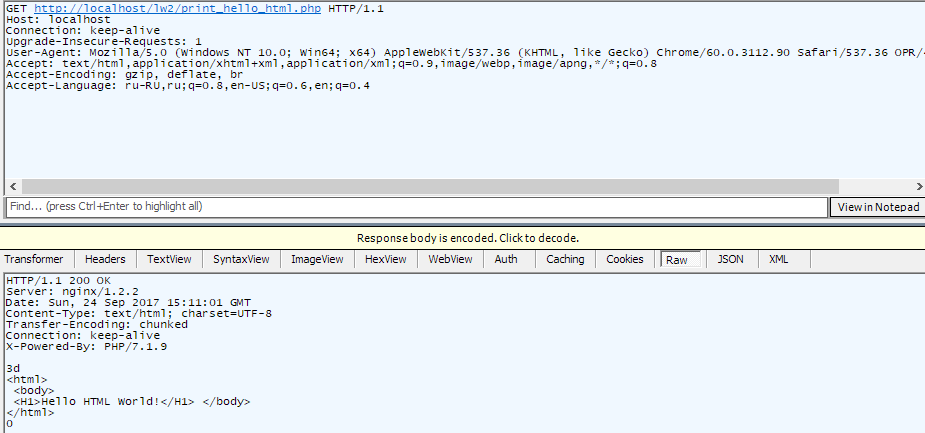 GET http://localhost/lw2/print_hello_html.php HTTP/1.1
Host: localhost
Connection: keep-alive
Upgrade-Insecure-Requests: 1
User-Agent: Mozilla/5.0 (Windows NT 10.0; Win64; x64) AppleWebKit/537.36 (KHTML, like Gecko) Chrome/60.0.3112.90 Safari/537.36 OPR/4
Accept: text/html,application/xhtml+xml,application/xml;q=0.9,image/webp,image/apng,*/*;q=0.8
Accept-Encoding: gzip, deflate, br
Accept-Language: ru-RU,ru;q=0.8,en-US;q=0.6,en;q=0.4
Find... (press Ctrl+Enter to highlight all) View in Notepad
Response body is encoded. Click to decode.
Transformer Headers TextView SyntaxView ImageView HexView WebView Auth Caching Cookies Raw JSON XML
HTTP/1.1 200 OK
Server: nginx/1.2.2
Date: Sun, 24 Sep 2017 15:11:01 GMT
Content-Type: text/html; charset=UTF-8
Transfer-Encoding: chunked
Connection: keep-alive
X-Powered-By: PHP/7.1.9

3d
<html>
 <body>
 <H1>Hello HTML World!</H1> </body>
</html>
0